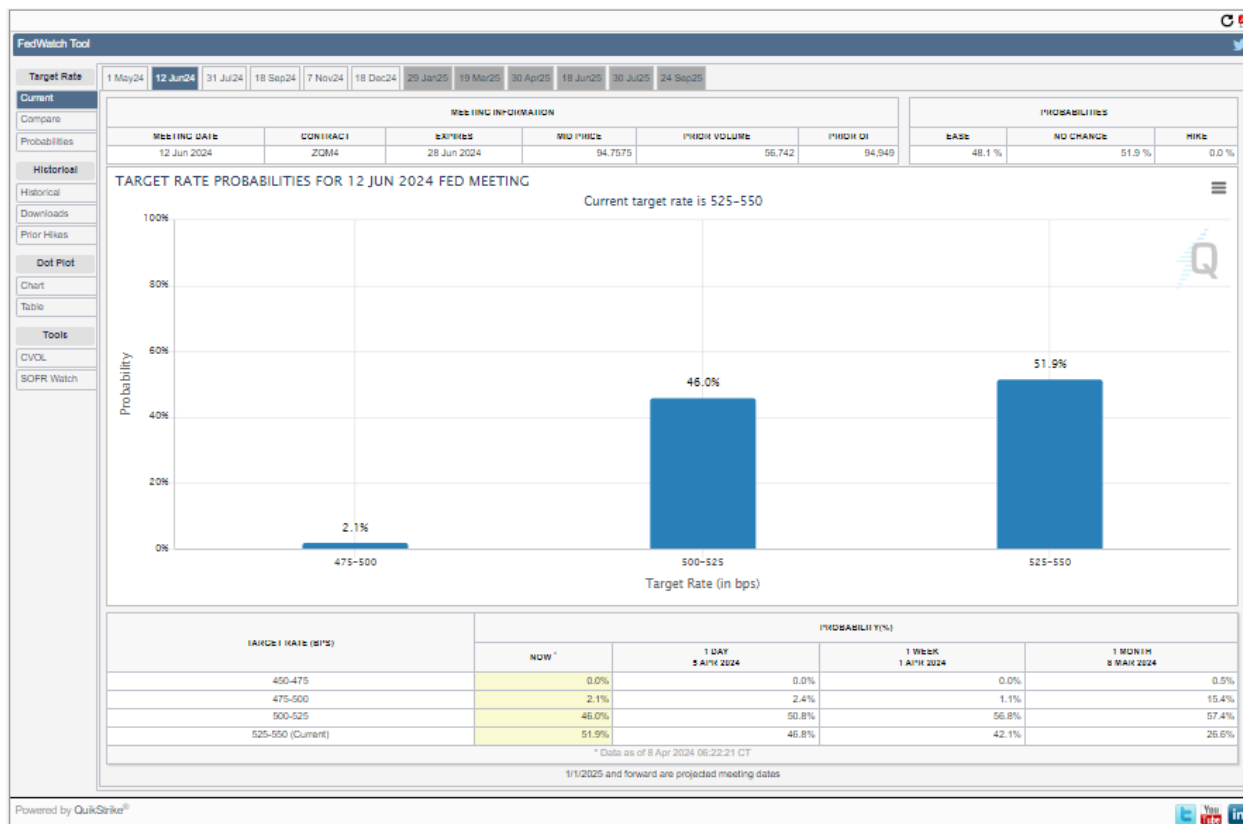 FedWatch Tool
Target Rate
Current
Compare
Probabilities
Historical
Historical
Downloads
Prior Hikes
Dot Plot
Chart
Table
Tools
CVOL
SOFR Watch
1 May24 12 Jun24 31 Jul24 18 Sep24 7 Nov24 18 Dec24 29 Jan25 19 Mar25 30 Apr25 18 Jun25 30 Jul25 24 Sep25
MEETING INFORMATION
MEETING DATE CONTRACT EXPIRES MID PRICE PRIOR VOLUME PRIOR OI
12 Jun 2024 ZQM4 28 Jun 2024 94.7575 56,742 94,949
PROBABILITIES
EASE NO CHANGE HIKE
48.1 % 51.9 % 0.0 %
TARGET RATE PROBABILITIES FOR 12 JUN 2024 FED MEETING
Current target rate is 525-550
Q
Probability
100%
80%
60%
40%
20%
0%
2.1%
46.0%
51.9%
475-500 500-525 525-550
Target Rate (in bps)
TARGET RATE (BPS) PROBABILITY(%)
NOW * 1 DAY 1 WEEK 1 MONTH
5 APR 2024 1 APR 2024 8 MAR 2024
450-475 0.0% 0.0% 0.0% 0.5%
475-500 2.1% 2.4% 1.1% 15.4%
500-525 46.0% 50.8% 56.8% 57.4%
525-550 (Current) 51.9% 46.8% 42.1% 26.6%
* Data as of 8 Apr 2024 06:22:21 CT
1/1/2025 and forward are projected meeting dates
Powered by QuikStrike®
You Tube in